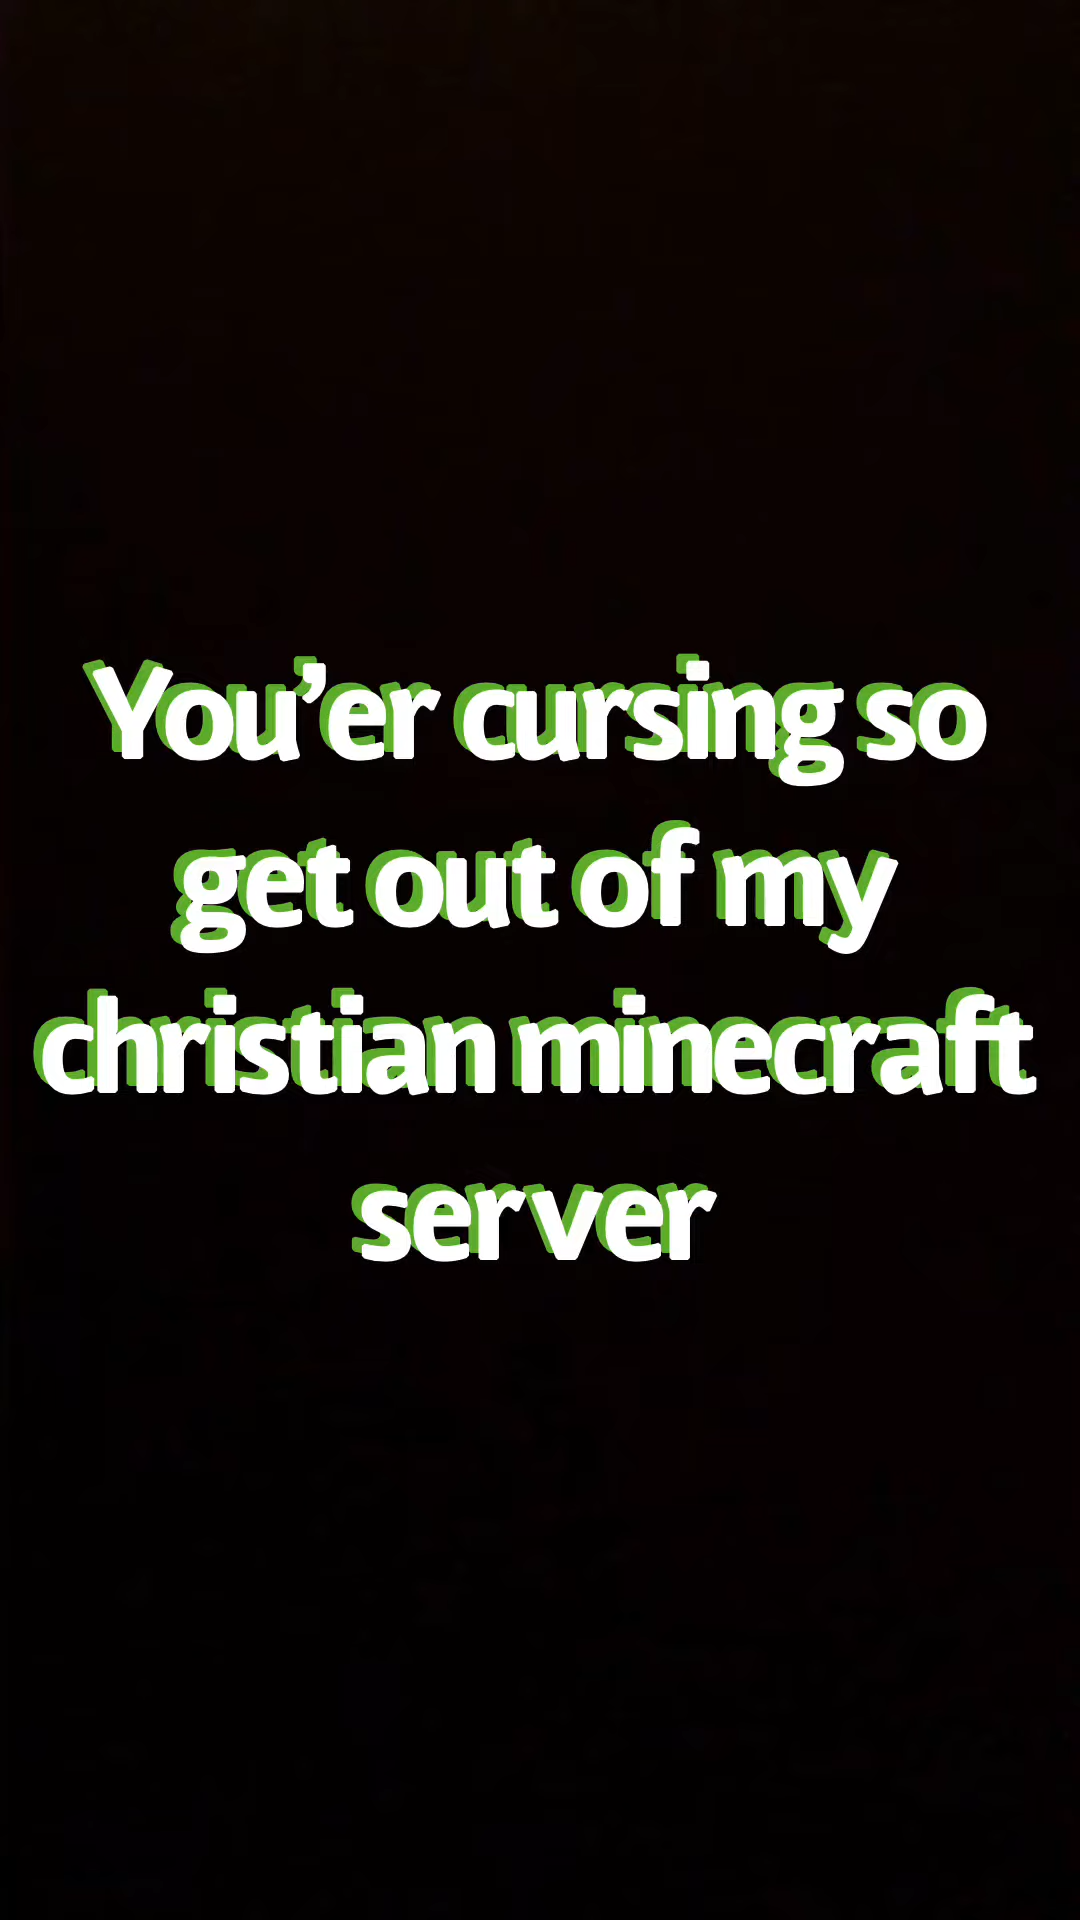 You’er cursing so
get out of my
christian minecraft
server